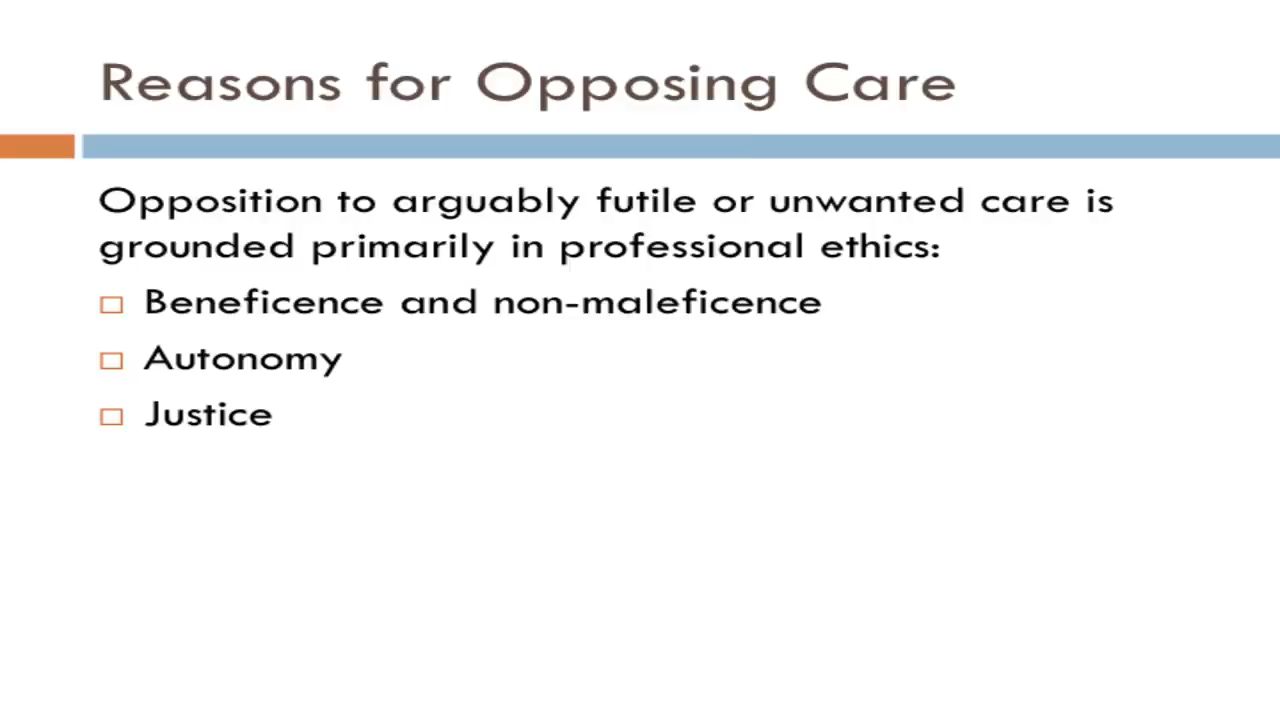 Reasons for Opposing Care
Opposition to arguably futile or unwanted care is
grounded primarily in professional ethics:
Beneficence and non-maleficence
Autonomy
Justice